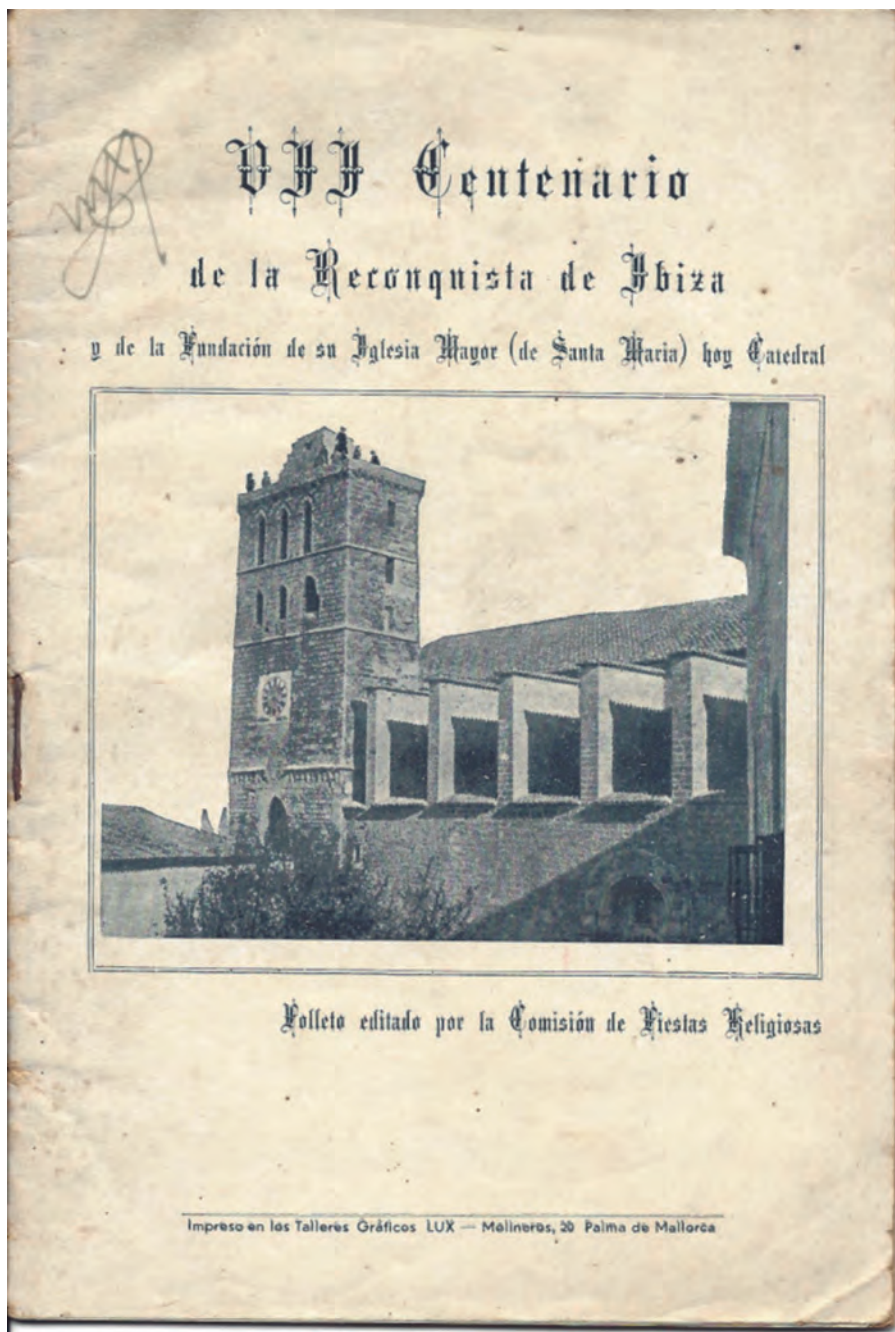 VII Centenario
de la Reconquista de Ibiza
y de la Fundación de su Iglesia Mayor (de Santa Maria) hoy Catedral
Folleto editado por la Comisión de Fiestas Religiosas
Impreso en los Talleres Gráficos LUX — Molineros, 20 Palma de Mallorca